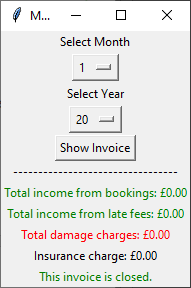 M...
Select Month
1
Select Year
20
Show Invoice
---------------------------------
Total income from bookings: £0.00
Total income from late fees: £0.00
Total damage charges: £0.00
Insurance charge: £0.00
This invoice is closed.